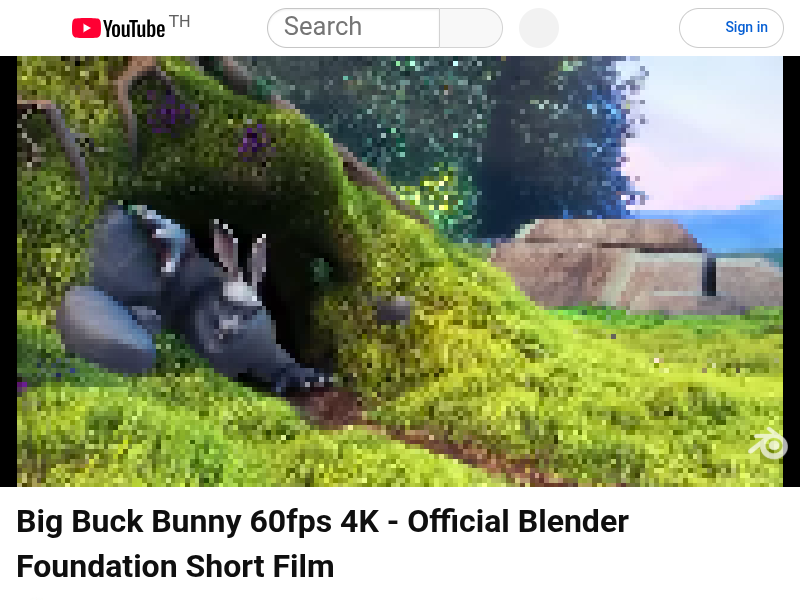 YouTube TH
Search
Sign in
Big Buck Bunny 60fps 4K - Official Blender
Foundation Short Film